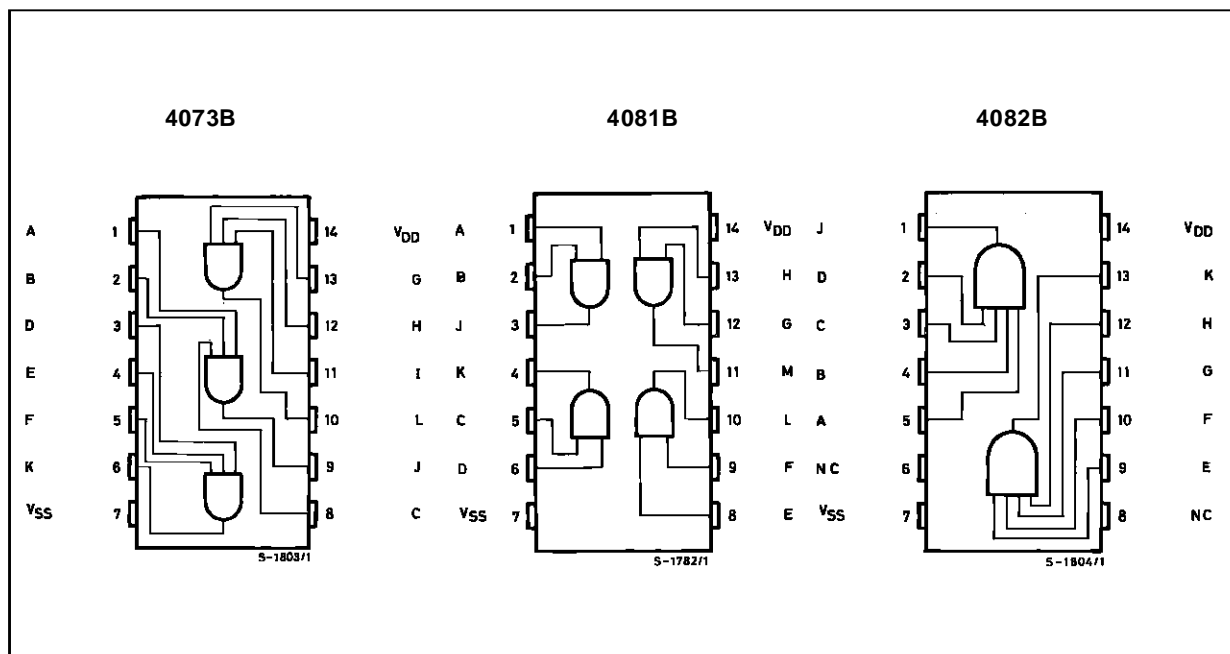 4073B 4081B 4082B
A 1 14 VDD A 1 14 VDD J 1 14 VDD
B 2 13 G B 2 13 H D 2 13 K
D 3 12 H J 3 12 G C 3 12 H
E 4 11 I K 4 11 M B 4 11 G
F 5 10 L C 5 10 L A 5 10 F
K 6 9 J D 6 9 F NC 6 9 E
VSS 7 8 C VSS 7 8 E VSS 7 8 NC
S-1803/1 S-1782/1 S-1804/1